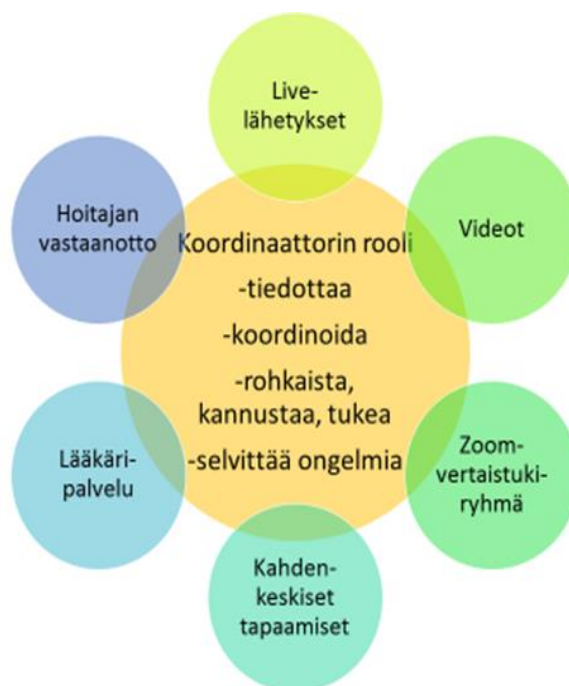 Live-
lähetykset
Hoitajan
vastaanotto
Videot
Koordinaattorin rooli
-tiedottaa
-koordinoida
-rohkaista,
kannustaa, tukea
-selvittää ongelmia
Lääkäri-
palvelu
Zoom-
vertaistuki-
ryhmä
Kahden-
keskiset
tapaamiset